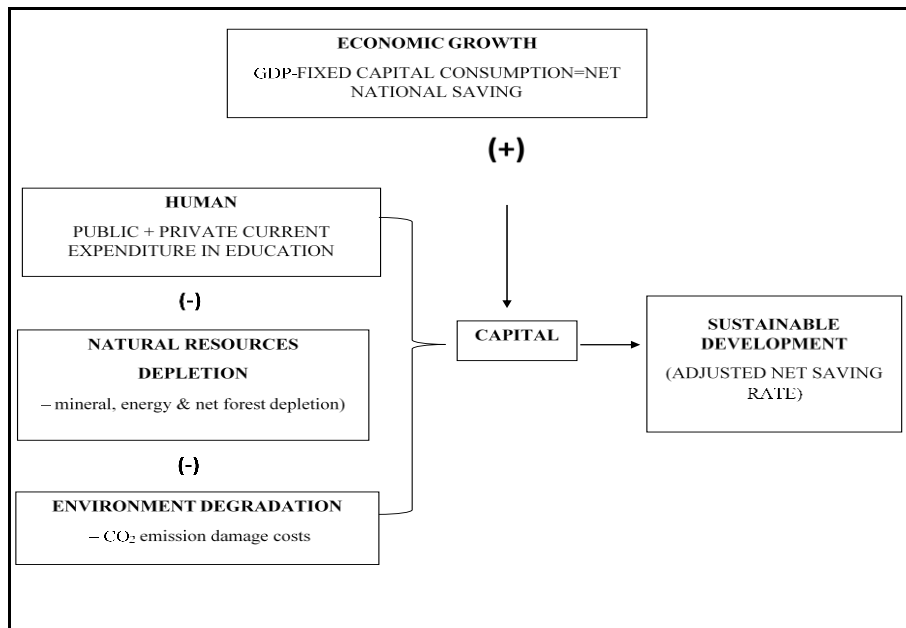 ECONOMIC GROWTH
GDP-FIXED CAPITAL CONSUMPTION=NET
NATIONAL SAVING
(+)
HUMAN
PUBLIC + PRIVATE CURRENT
EXPENDITURE IN EDUCATION
(-)
NATURAL RESOURCES
DEPLETION
– mineral, energy & net forest depletion)
(-)
ENVIRONMENT DEGRADATION
– CO₂ emission damage costs
CAPITAL
SUSTAINABLE
DEVELOPMENT
(ADJUSTED NET SAVING
RATE)